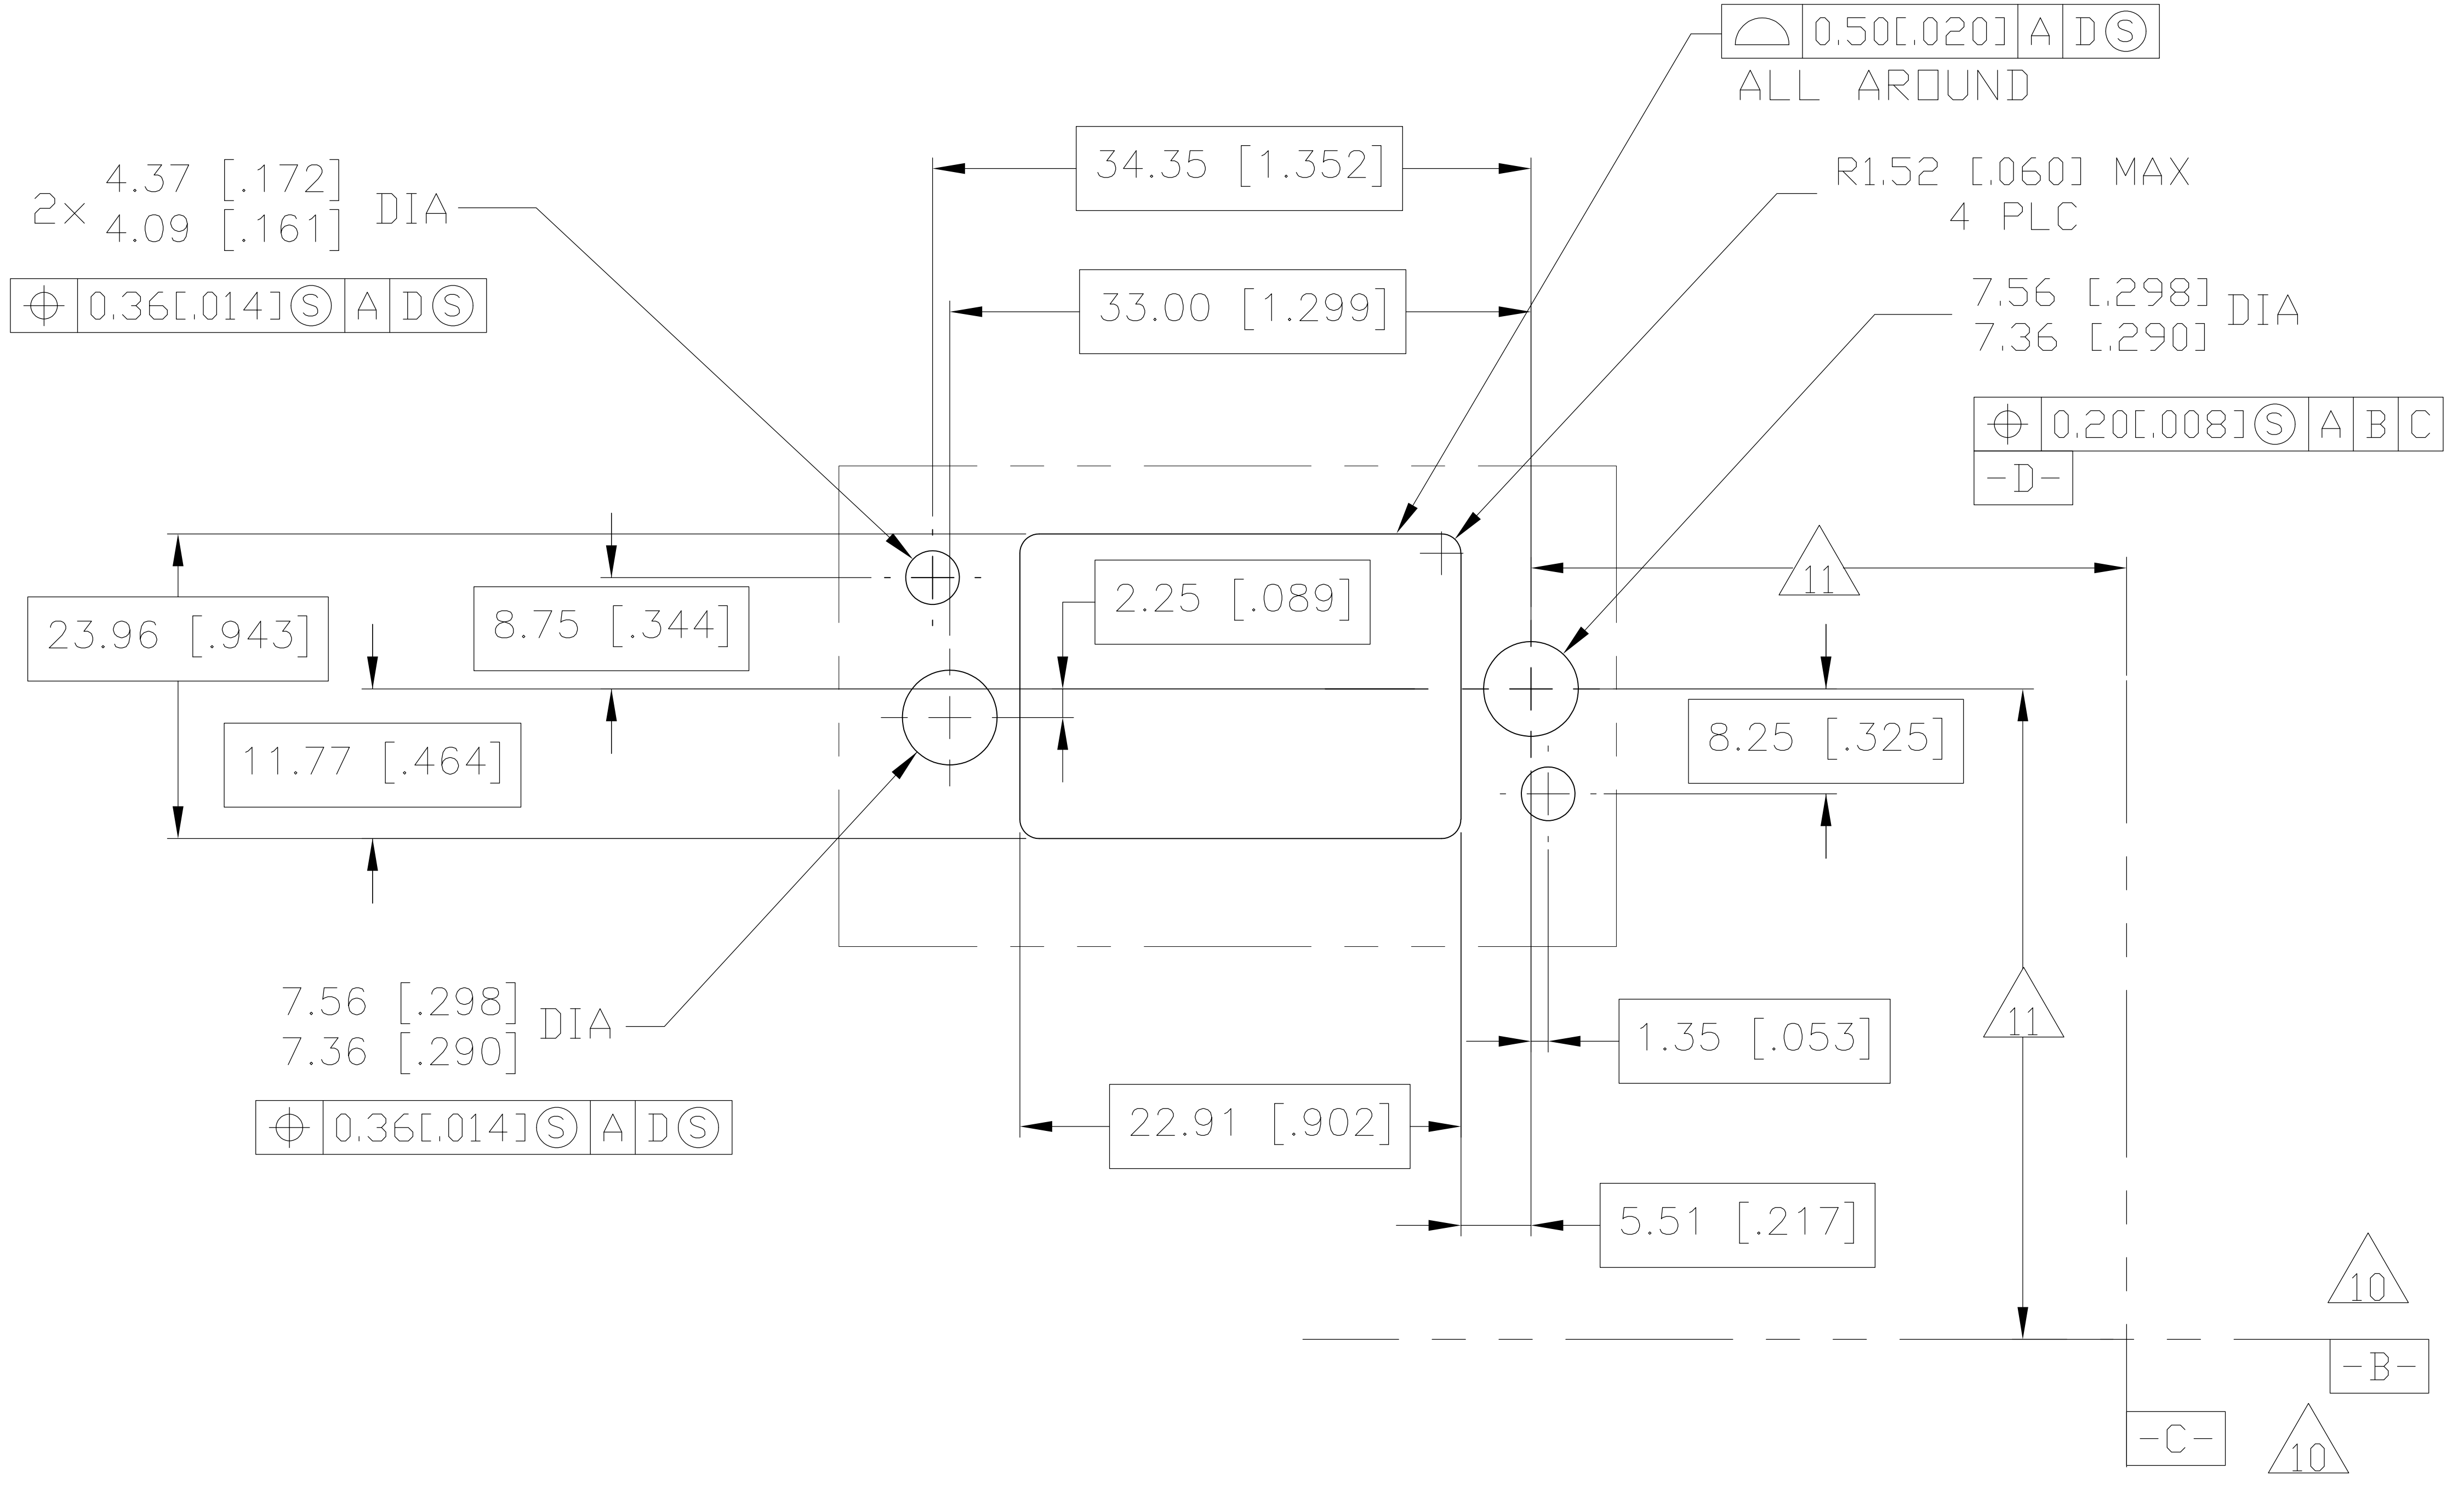 0.50[.020] A D Ⓢ
ALL AROUND
34.35 [1.352]
R1.52 [.060] MAX
4 PLC
2× 4.37 [.172] DIA
4.09 [.161]
0.36[.014]Ⓢ A D Ⓢ
33.00 [1.299]
7.56 [.298] DIA
7.36 [.290]
0.20[.008]Ⓢ A B C
-D-
11
2.25 [.089]
8.75 [.344]
23.96 [.943]
8.25 [.325]
11.77 [.464]
11
7.56 [.298] DIA
7.36 [.290]
0.36[.014]Ⓢ A D Ⓢ
1.35 [.053]
22.91 [.902]
5.51 [.217]
10
-B-
-C-
10